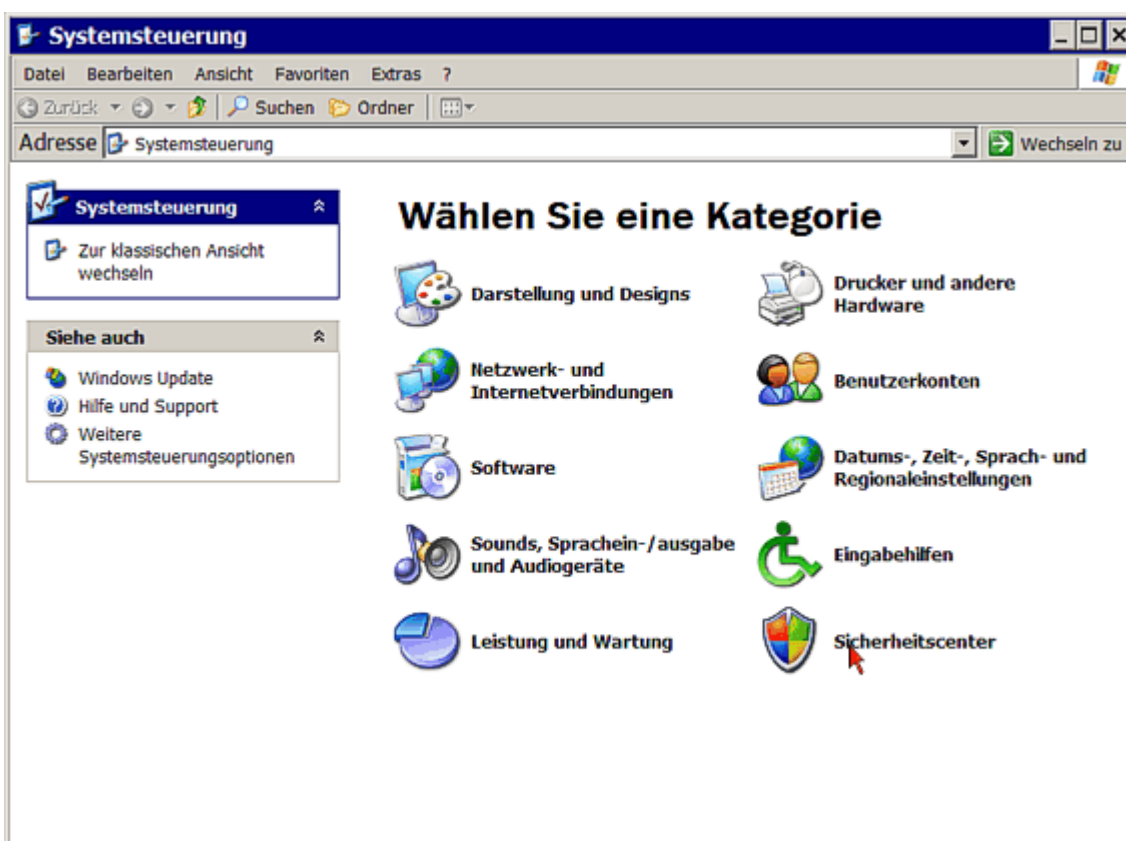 Systemsteuerung
Datei Bearbeiten Ansicht Favoriten Extras ?
Zurück Suchen Ordner
Adresse Systemsteuerung Wechseln zu
Systemsteuerung
Zur klassischen Ansicht
wechseln
Siehe auch
Windows Update
Hilfe und Support
Weitere
Systemsteuerungsoptionen
Wählen Sie eine Kategorie
Darstellung und Designs
Drucker und andere
Hardware
Netzwerk- und
Internetverbindungen
Benutzerkonten
Software
Datums-, Zeit-, Sprach- und
Regionaleinstellungen
Sounds, Sprachein-/ausgabe
und Audiogeräte
Eingabehilfen
Leistung und Wartung
Sicherheitscenter